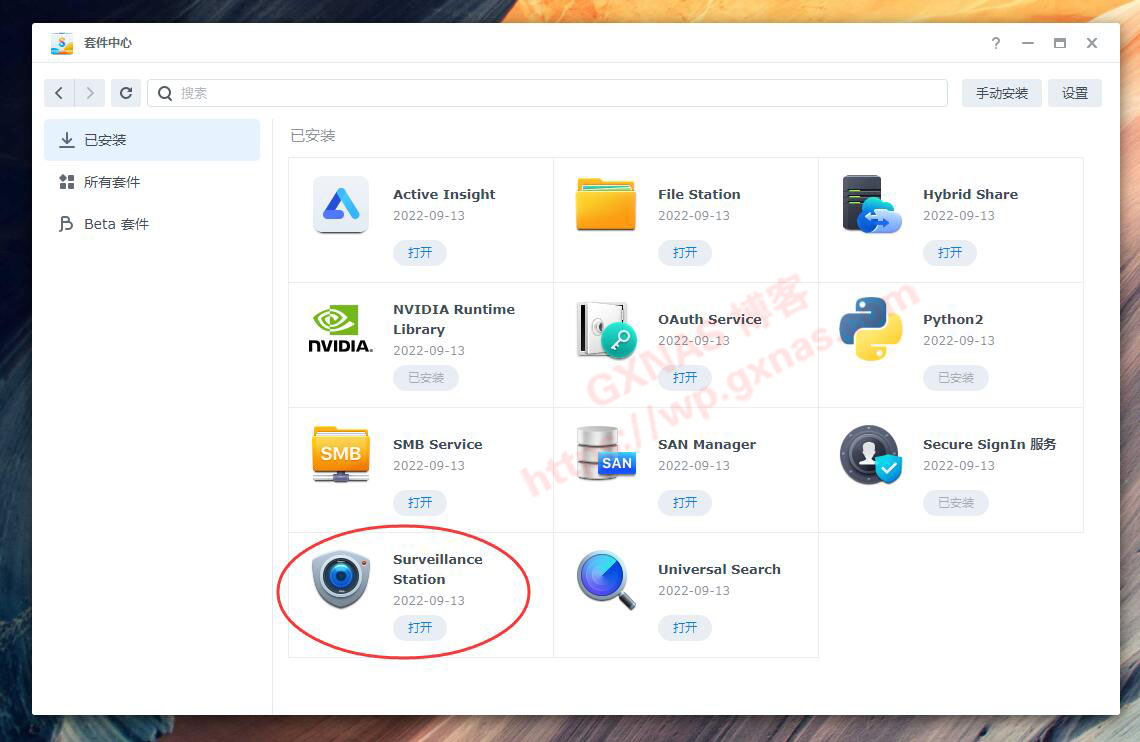 套件中心
搜索
手动安装
设置
已安装
所有套件
Beta 套件
已安装
Active Insight
2022-09-13
打开
File Station
2022-09-13
打开
Hybrid Share
2022-09-13
打开
NVIDIA
NVIDIA Runtime
Library
2022-09-13
已安装
OAuth Service
2022-09-13
打开
Python2
2022-09-13
已安装
SMB
SMB Service
2022-09-13
打开
SAN
SAN Manager
2022-09-13
打开
Secure SignIn 服务
2022-09-13
已安装
Surveillance
Station
2022-09-13
打开
Universal Search
2022-09-13
打开
GXNAS 博客
https://wp.gxnas.com